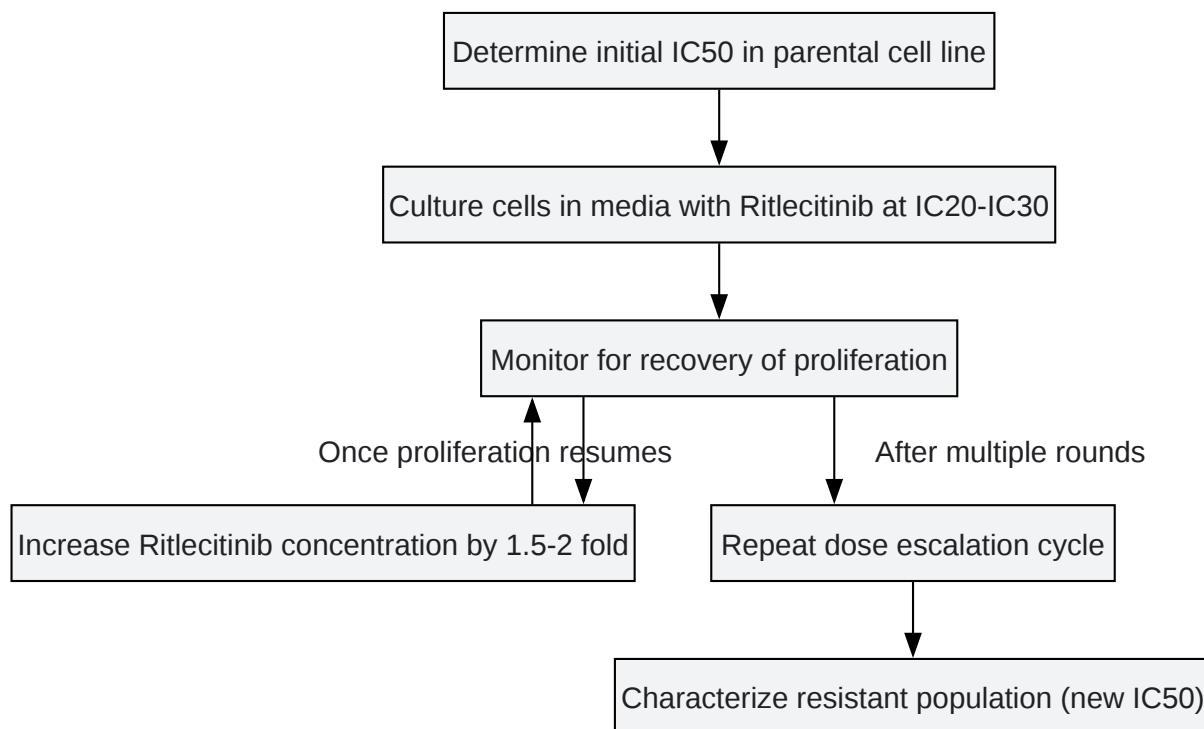 Determine initial IC50 in parental cell line
Culture cells in media with Ritlecitinib at IC20-IC30
Monitor for recovery of proliferation
Once proliferation resumes
After multiple rounds
Increase Ritlecitinib concentration by 1.5-2 fold
Repeat dose escalation cycle
Characterize resistant population (new IC50)